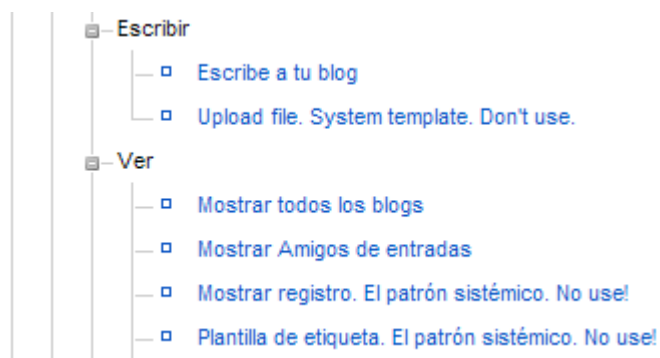 Escribir
Escribe a tu blog
Upload file. System template. Don't use.
Ver
Mostrar todos los blogs
Mostrar Amigos de entradas
Mostrar registro. El patrón sistémico. No use!
Plantilla de etiqueta. El patrón sistémico. No use!